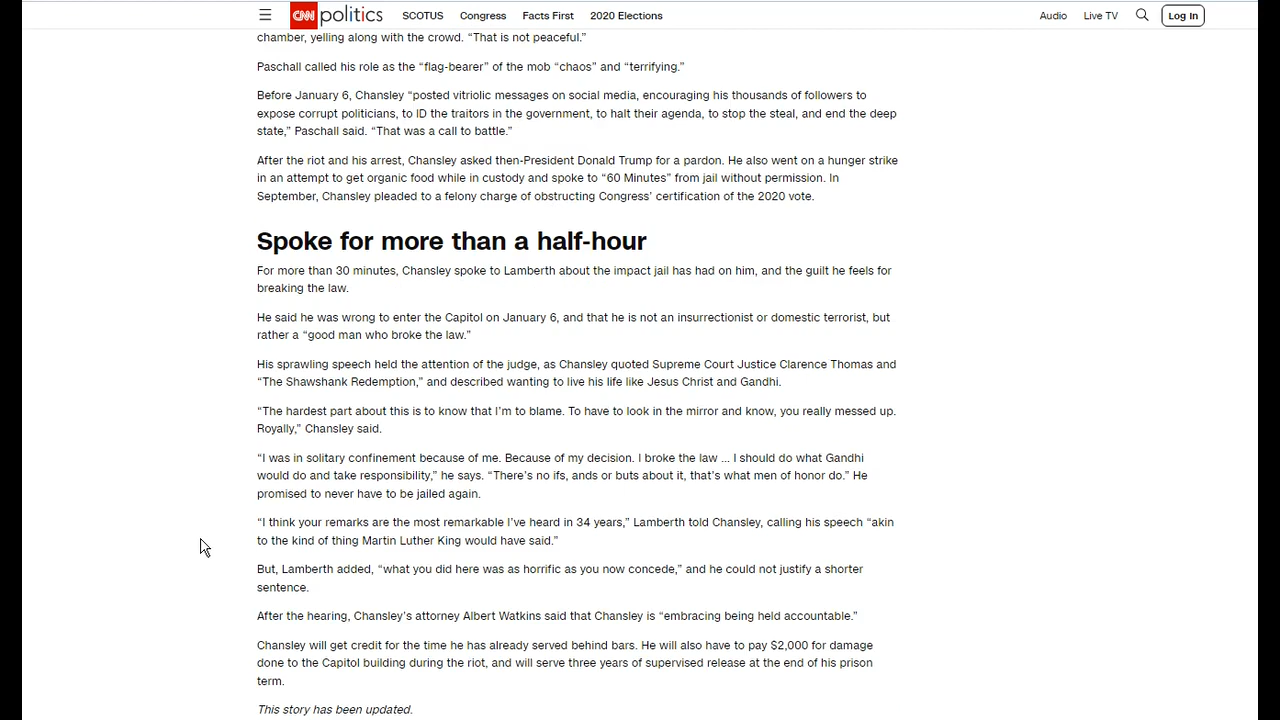 CNN politics SCOTUS Congress Facts First 2020 Elections Audio Live TV Log In
chamber, yelling along with the crowd. “That is not peaceful.”
Paschall called his role as the “flag-bearer” of the mob “chaos” and “terrifying.”
Before January 6, Chansley “posted vitriolic messages on social media, encouraging his thousands of followers to
expose corrupt politicians, to ID the traitors in the government, to halt their agenda, to stop the steal, and end the deep
state,” Paschall said. “That was a call to battle.”
After the riot and his arrest, Chansley asked then-President Donald Trump for a pardon. He also went on a hunger strike
in an attempt to get organic food while in custody and spoke to “60 Minutes” from jail without permission. In
September, Chansley pleaded to a felony charge of obstructing Congress’ certification of the 2020 vote.
Spoke for more than a half-hour
For more than 30 minutes, Chansley spoke to Lamberth about the impact jail has had on him, and the guilt he feels for
breaking the law.
He said he was wrong to enter the Capitol on January 6, and that he is not an insurrectionist or domestic terrorist, but
rather a “good man who broke the law.”
His sprawling speech held the attention of the judge, as Chansley quoted Supreme Court Justice Clarence Thomas and
“The Shawshank Redemption,” and described wanting to live his life like Jesus Christ and Gandhi.
“The hardest part about this is to know that I’m to blame. To have to look in the mirror and know, you really messed up.
Royally,” Chansley said.
“I was in solitary confinement because of me. Because of my decision. I broke the law ... I should do what Gandhi
would do and take responsibility,” he says. “There’s no ifs, ands or buts about it, that’s what men of honor do.” He
promised to never have to be jailed again.
“I think your remarks are the most remarkable I’ve heard in 34 years,” Lamberth told Chansley, calling his speech “akin
to the kind of thing Martin Luther King would have said.”
But, Lamberth added, “what you did here was as horrific as you now concede,” and he could not justify a shorter
sentence.
After the hearing, Chansley’s attorney Albert Watkins said that Chansley is “embracing being held accountable.”
Chansley will get credit for the time he has already served behind bars. He will also have to pay $2,000 for damage
done to the Capitol building during the riot, and will serve three years of supervised release at the end of his prison
term.
This story has been updated.